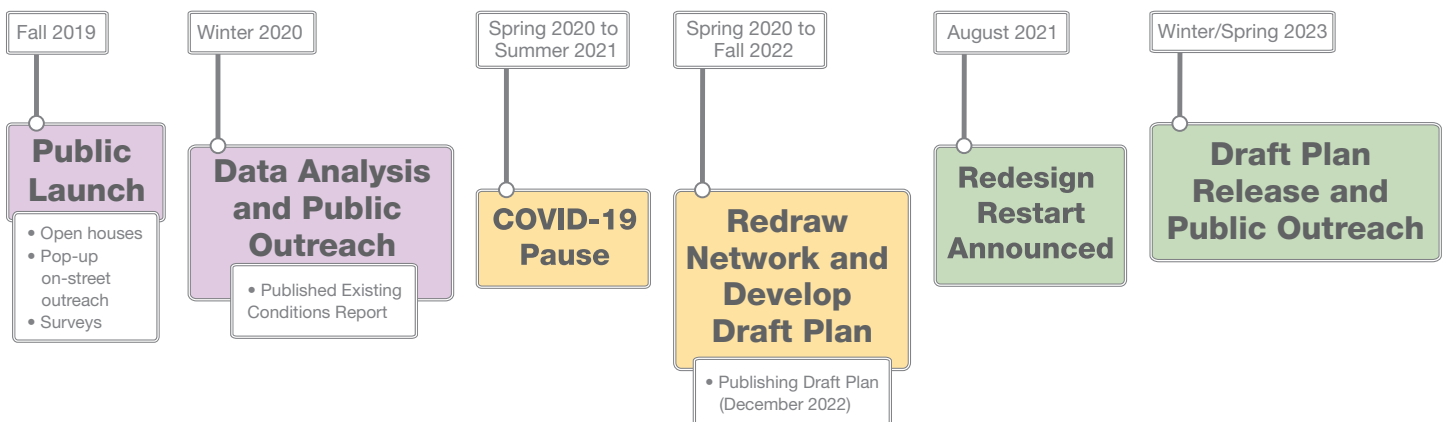 Fall 2019
Public
Launch
• Open houses
• Pop-up
on-street
outreach
• Surveys
Winter 2020
Data Analysis
and Public
Outreach
• Published Existing
Conditions Report
Spring 2020 to
Summer 2021
COVID-19
Pause
Spring 2020 to
Fall 2022
Redraw
Network and
Develop
Draft Plan
• Publishing Draft Plan
(December 2022)
August 2021
Redesign
Restart
Announced
Winter/Spring 2023
Draft Plan
Release and
Public Outreach